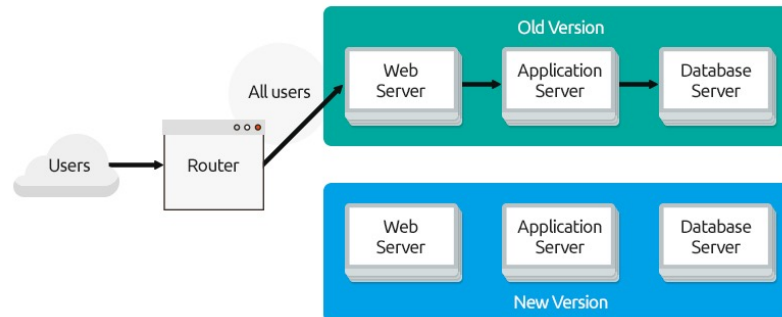 Old Version
Web
Server
Application
Server
Database
Server
All users
Users
Router
Web
Server
Application
Server
Database
Server
New Version